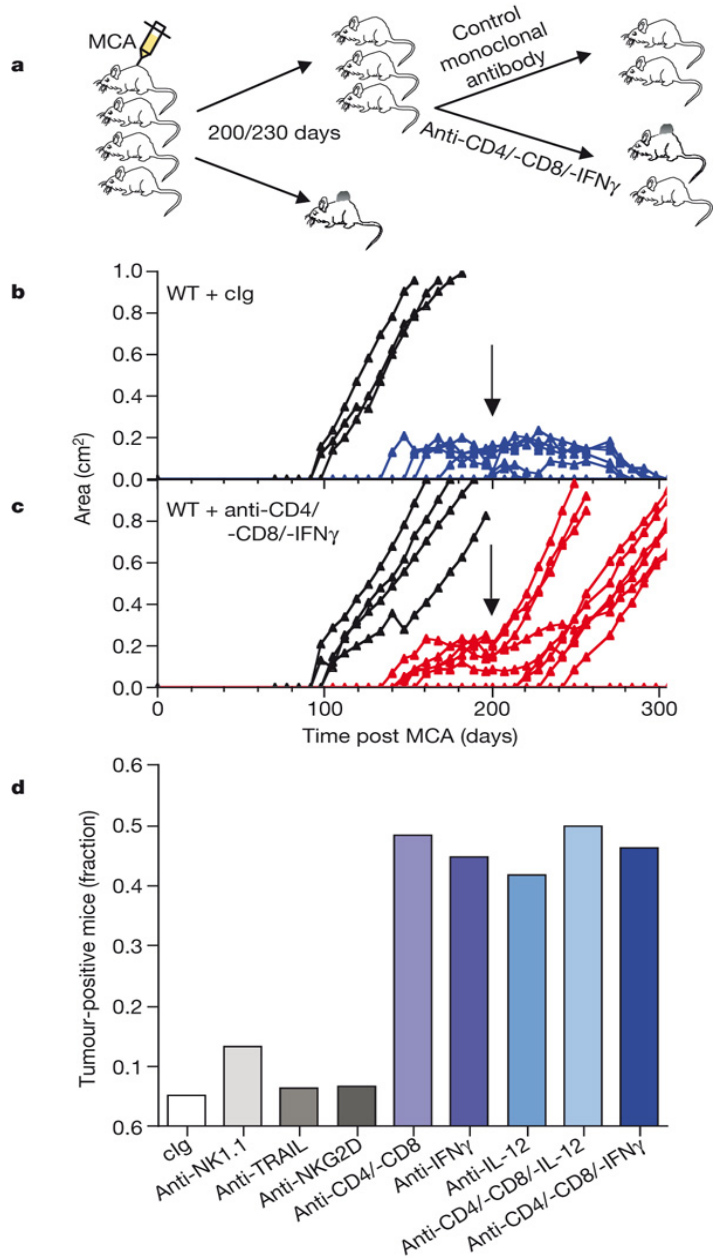 a
MCA
200/230 days
Control
monoclonal
antibody
Anti-CD4/-CD8/-IFNγ
b
WT + cIg
1.0
0.8
0.6
0.4
0.2
0.0
Area (cm²)
c
WT + anti-CD4/
-CD8/-IFNγ
0.8
0.6
0.4
0.2
0.0
0
100
200
300
Time post MCA (days)
d
Tumour-positive mice (fraction)
0.6
0.5
0.4
0.3
0.2
0.1
0.6
cIg
Anti-NK1.1
Anti-TRAIL
Anti-NKG2D
Anti-CD4/-CD8
Anti-IFNγ
Anti-IL-12
Anti-CD4/-CD8/-IL-12
Anti-CD4/-CD8/-IFNγ